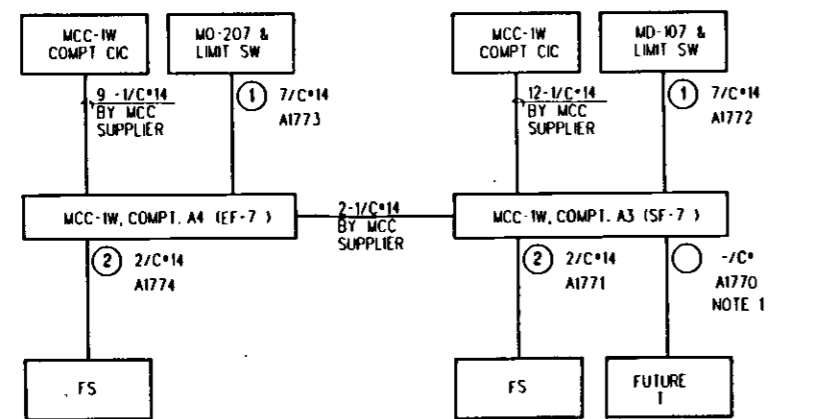 MCC-1W
COMPT C1C
MO-207 &
LIMIT SW
MCC-1W
COMPT C1C
MD-107 &
LIMIT SW
9 -1/C#14
BY MCC
SUPPLIER
1 7/C#14
A1773
12-1/C#14
BY MCC
SUPPLIER
1 7/C#14
A1772
MCC-1W, COMPT. A4 (EF-7 )
2-1/C#14
BY MCC
SUPPLIER
MCC-1W, COMPT. A3 (SF-7 )
2 2/C#14
A1774
2 2/C#14
A1771
-/C#
A1770
NOTE 1
FS
FS
FUTURE
T